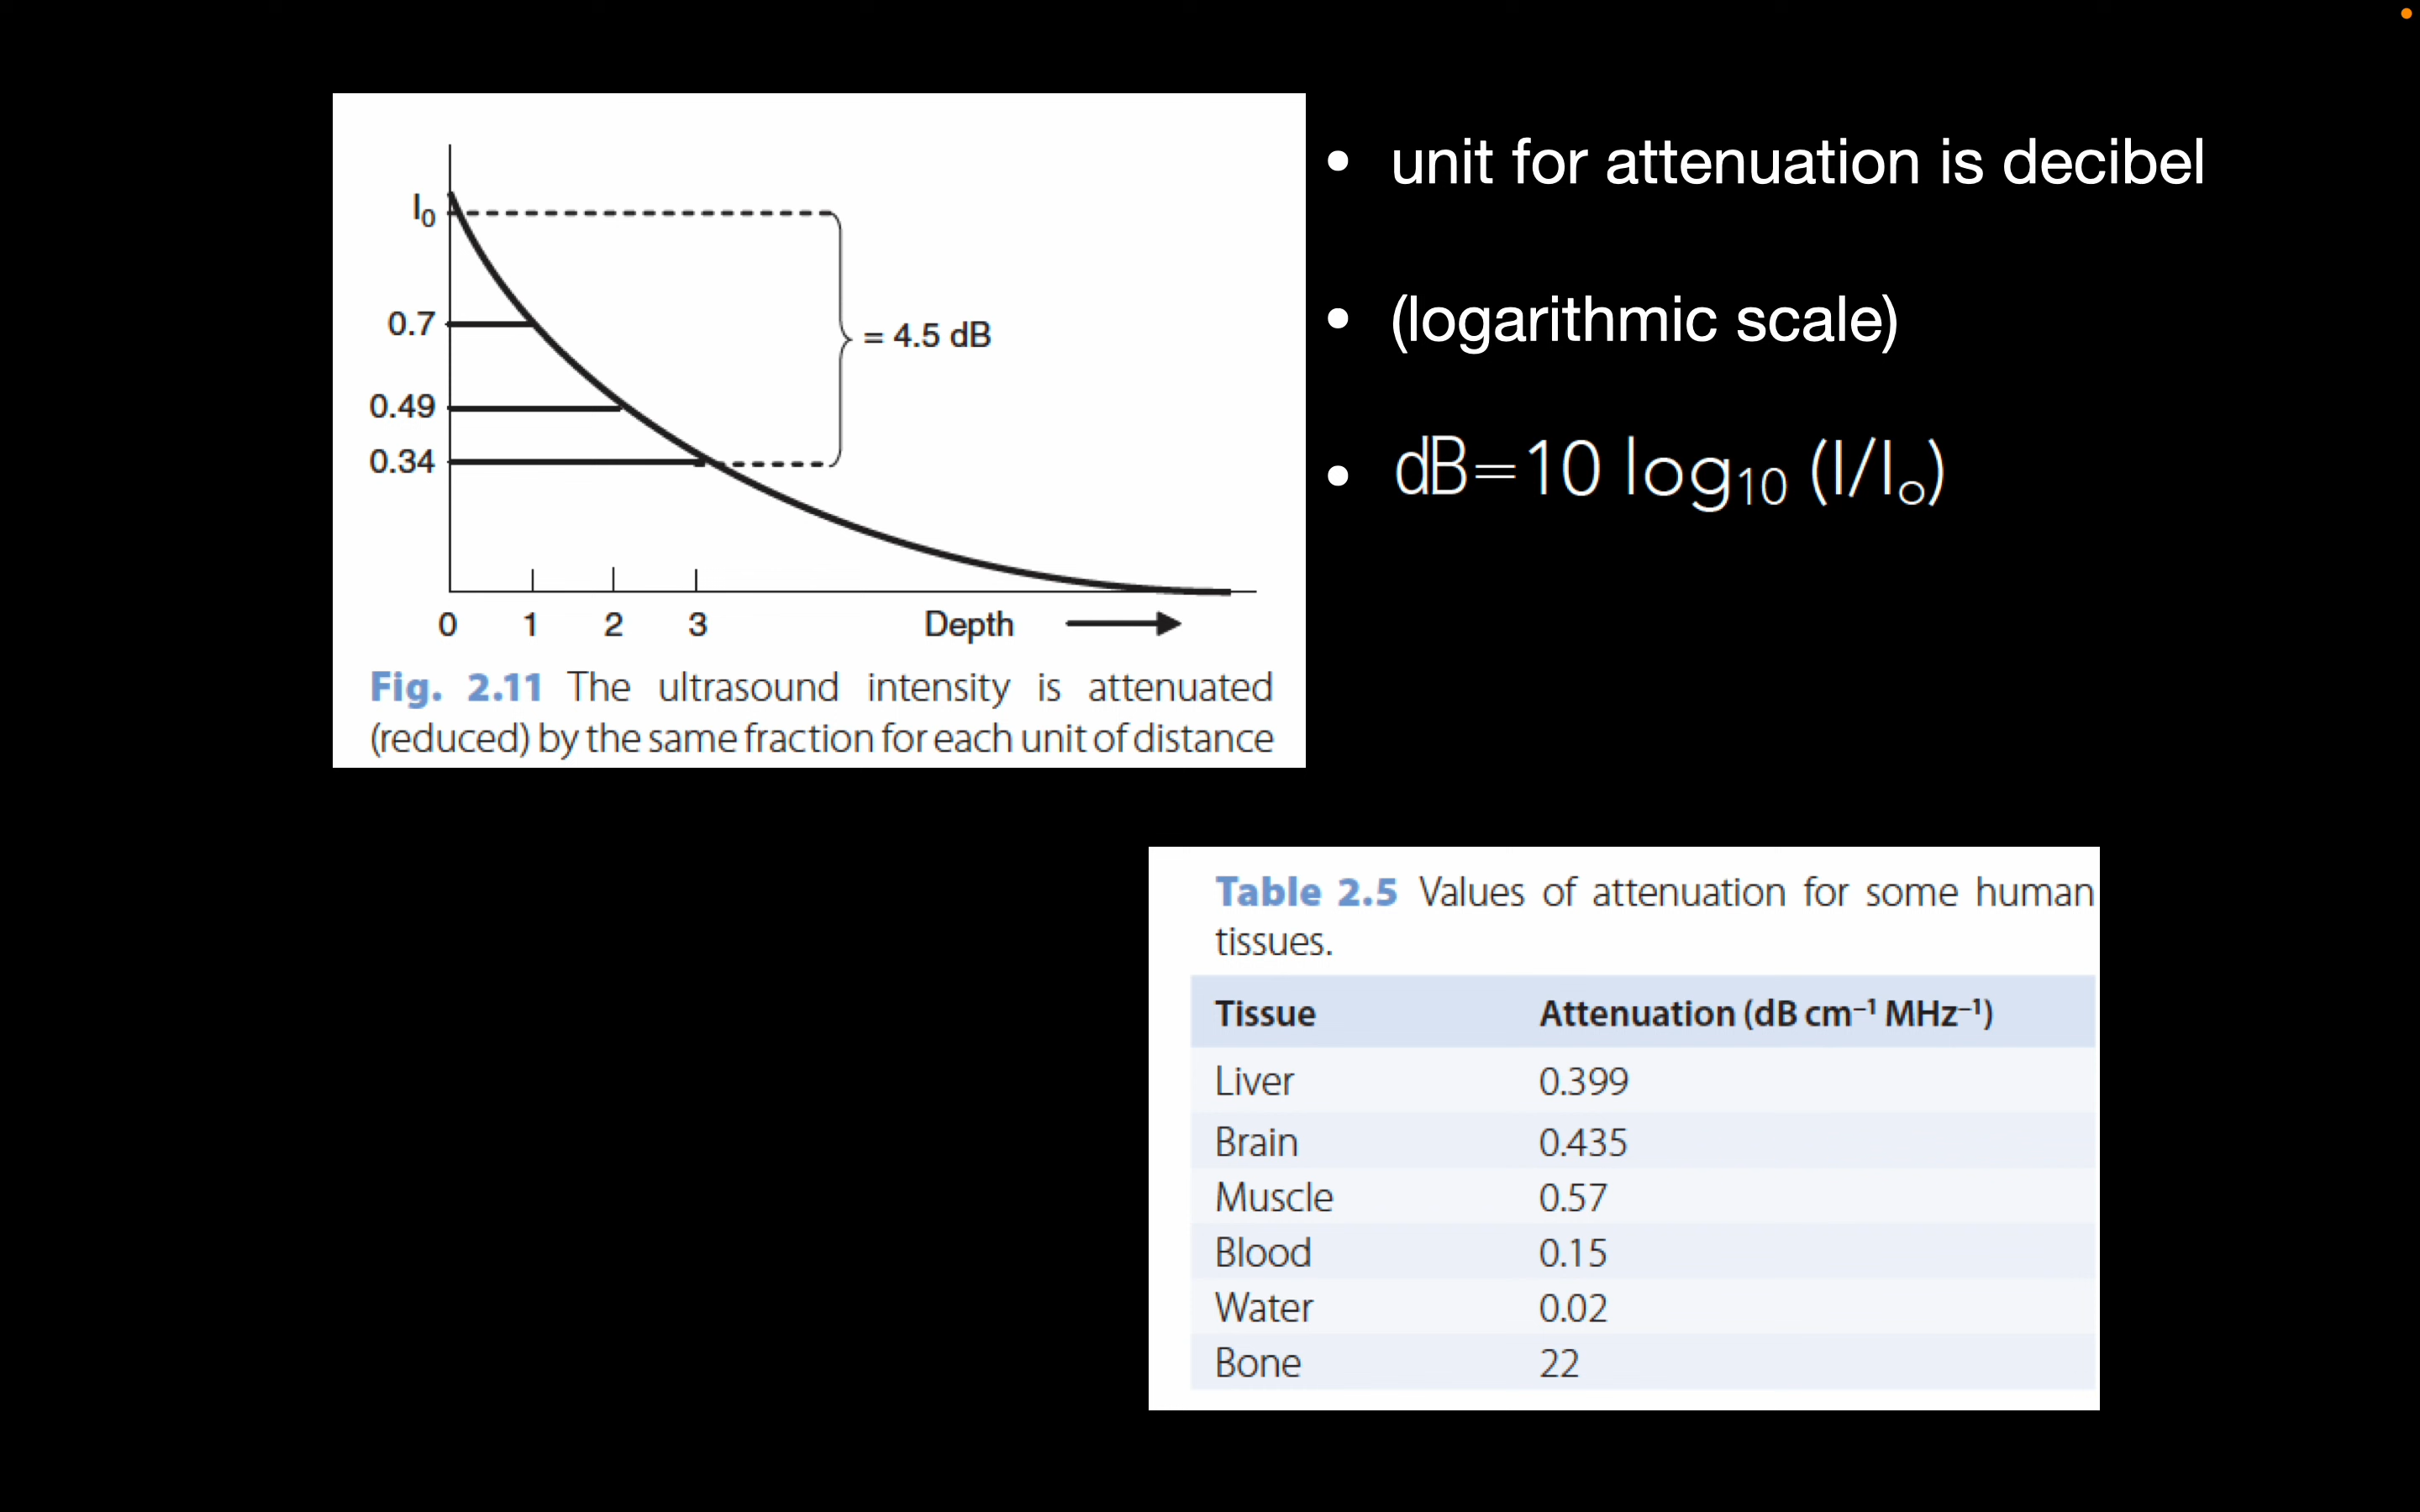 I₀
0.7
0.49
0.34
= 4.5 dB
0 1 2 3 Depth
Fig. 2.11 The ultrasound intensity is attenuated
(reduced) by the same fraction for each unit of distance
• unit for attenuation is decibel
• (logarithmic scale)
• dB=10 log₁₀ (I/Iₒ)
Table 2.5 Values of attenuation for some human
tissues.
Tissue Attenuation (dB cm⁻¹ MHz⁻¹)
Liver 0.399
Brain 0.435
Muscle 0.57
Blood 0.15
Water 0.02
Bone 22